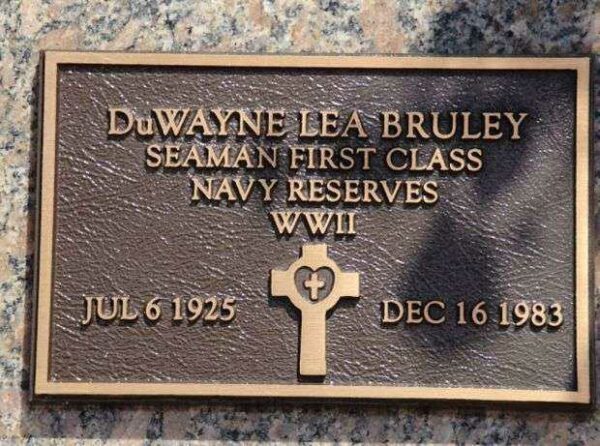 DuWAYNE LEA BRULEY
SEAMAN FIRST CLASS
NAVY RESERVES
WWII
JUL 6 1925 DEC 16 1983